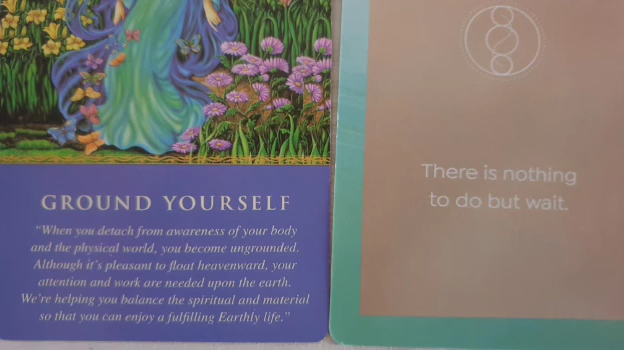 GROUND YOURSELF
"When you detach from awareness of your body
and the physical world, you become ungrounded.
Although it's pleasant to float heavenward, your
attention and work are needed upon the earth.
We're helping you balance the spiritual and material
so that you can enjoy a fulfilling Earthly life."
There is nothing
to do but wait.